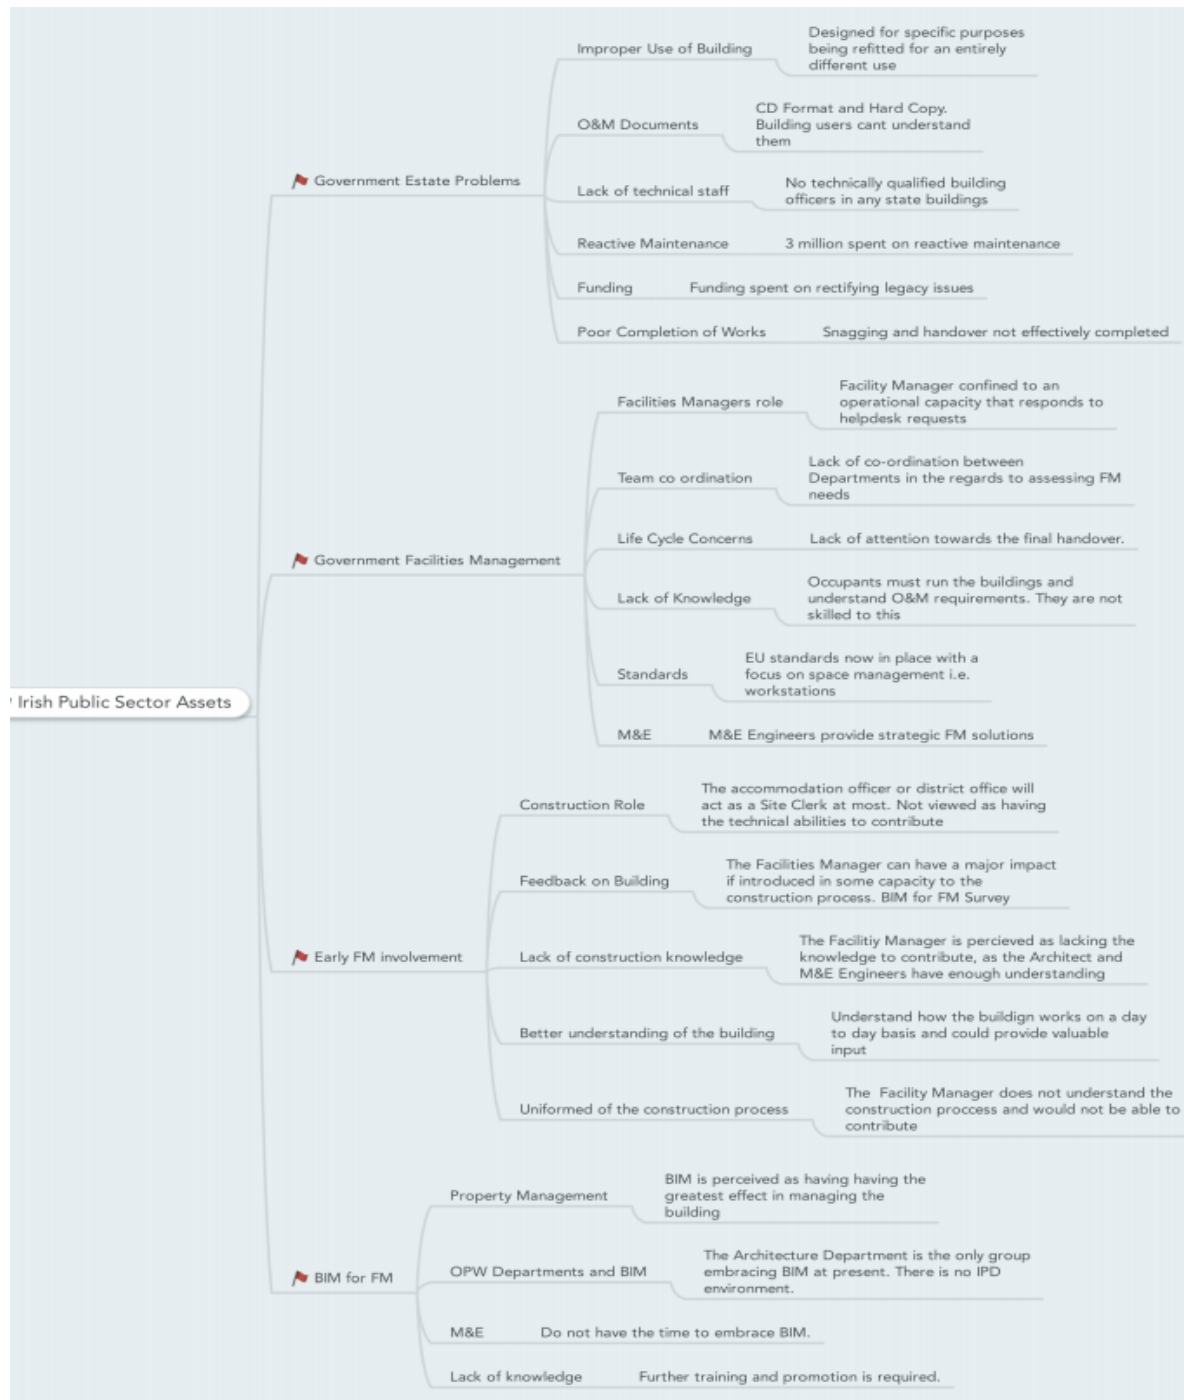 Improper Use of Building
Designed for specific purposes
being refitted for an entirely
different use
O&M Documents
CD Format and Hard Copy.
Building users cant understand
them
Government Estate Problems
Lack of technical staff
No technically qualified building
officers in any state buildings
Reactive Maintenance
3 million spent on reactive maintenance
Funding
Funding spent on rectifying legacy issues
Poor Completion of Works
Snagging and handover not effectively completed
Facilities Managers role
Facility Manager confined to an
operational capacity that responds to
helpdesk requests
Team co ordination
Lack of co-ordination between
Departments in the regards to assessing FM
needs
Government Facilities Management
Life Cycle Concerns
Lack of attention towards the final handover.
Lack of Knowledge
Occupants must run the buildings and
understand O&M requirements. They are not
skilled to this
Standards
EU standards now in place with a
focus on space management i.e.
workstations
M&E
M&E Engineers provide strategic FM solutions
Irish Public Sector Assets
Construction Role
The accommodation officer or district office will
act as a Site Clerk at most. Not viewed as having
the technical abilities to contribute
Feedback on Building
The Facilities Manager can have a major impact
if introduced in some capacity to the
construction process. BIM for FM Survey
Early FM involvement
Lack of construction knowledge
The Facilitiy Manager is percieved as lacking the
knowledge to contribute, as the Architect and
M&E Engineers have enough understanding
Better understanding of the building
Understand how the buildign works on a day
to day basis and could provide valuable
input
Uniformed of the construction process
The Facility Manager does not understand the
construction proccess and would not be able to
contribute
Property Management
BIM is perceived as having having the
greatest effect in managing the
building
BIM for FM
OPW Departments and BIM
The Architecture Department is the only group
embracing BIM at present. There is no IPD
environment.
M&E
Do not have the time to embrace BIM.
Lack of knowledge
Further training and promotion is required.